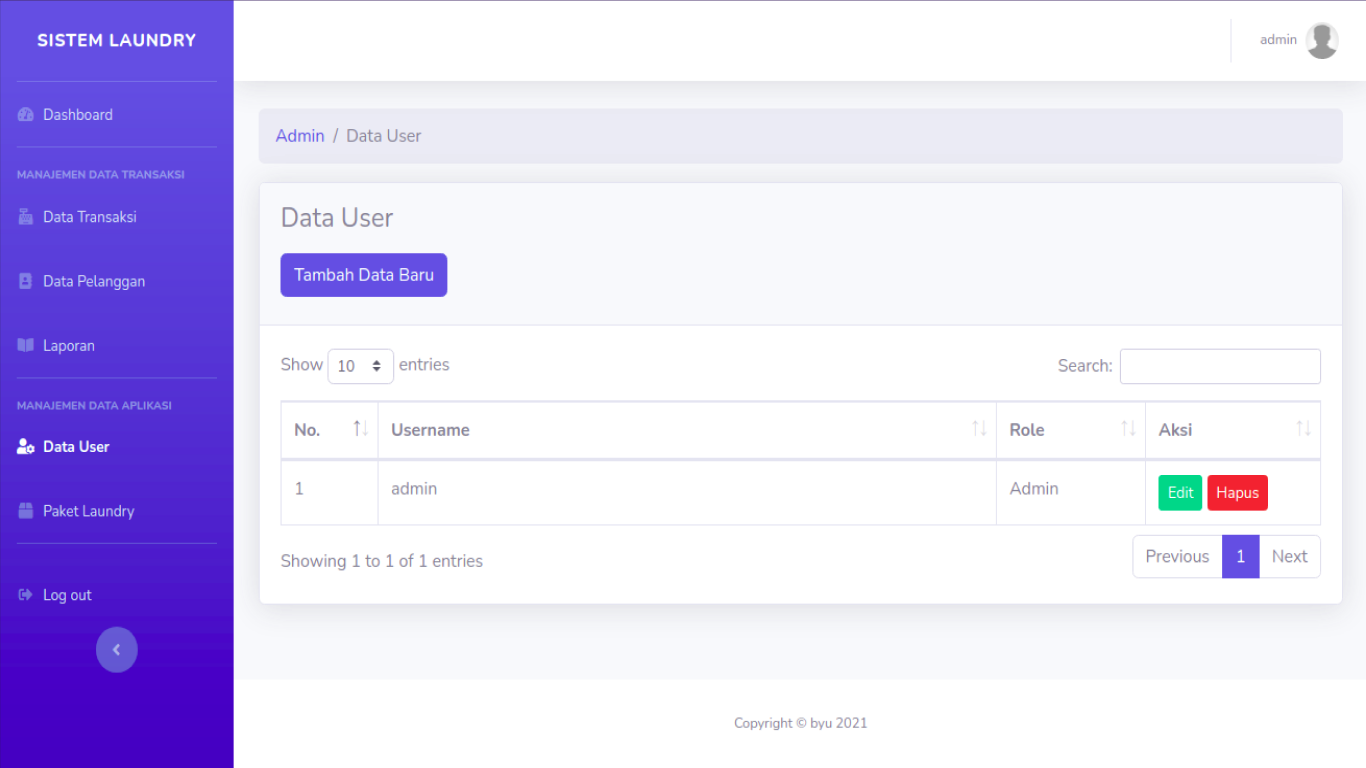 SISTEM LAUNDRY
Dashboard
MANAJEMEN DATA TRANSAKSI
Data Transaksi
Data Pelanggan
Laporan
MANAJEMEN DATA APLIKASI
Data User
Paket Laundry
Log out
admin
Admin / Data User
Data User
Tambah Data Baru
Show 10 entries
Search:
No. Username Role Aksi
1 admin Admin Edit Hapus
Showing 1 to 1 of 1 entries
Previous 1 Next
Copyright © byu 2021